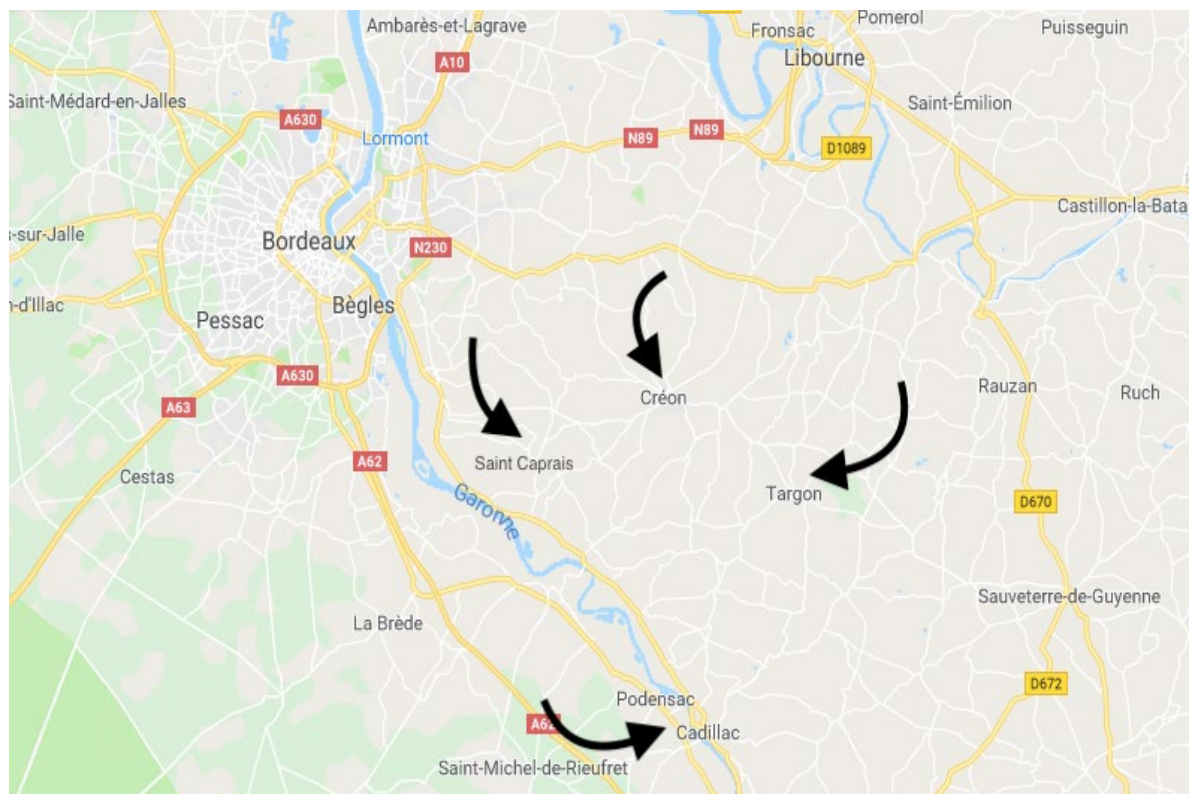 Ambarès-et-Lagrave
Fronsac
Pomerol
Puisseguin
Libourne
A10
Saint-Médard-en-Jalles
Saint-Émilion
A630
Lormont
N89
N89
D1089
Castillon-la-Bata
-sur-Jalle
Bordeaux
N230
n-d'Illac
Bègles
Pessac
A630
Rauzan
Ruch
Créon
A63
A62
Saint Caprais
Cestas
Targon
Garonne
D670
Sauveterre-de-Guyenne
La Brède
D672
Podensac
A62
Cadillac
Saint-Michel-de-Rieufret